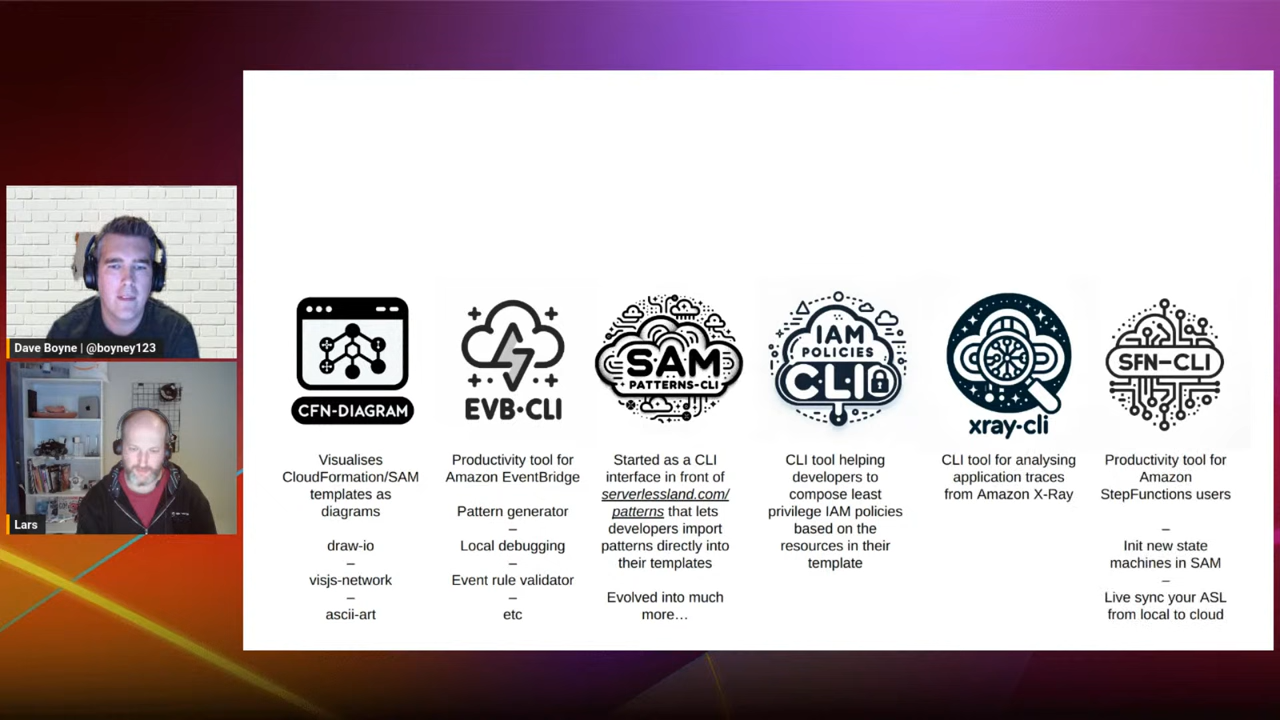 Dave Boyne | @boyney123
Lars
CFN-DIAGRAM
Visualises
CloudFormation/SAM
templates as
diagrams
draw-io
–
visjs-network
–
ascii-art
EVB·CLI
Productivity tool for
Amazon EventBridge
Pattern generator
–
Local debugging
–
Event rule validator
–
etc
SAM
PATTERNS-CLI
Started as a CLI
interface in front of
serverlessland.com/
patterns that lets
developers import
patterns directly into
their templates
Evolved into much
more…
IAM
POLICIES
C·L·I
CLI tool helping
developers to
compose least
privilege IAM policies
based on the
resources in their
template
xray·cli
CLI tool for analysing
application traces
from Amazon X-Ray
SFN-CLI
Productivity tool for
Amazon
StepFunctions users
–
Init new state
machines in SAM
–
Live sync your ASL
from local to cloud